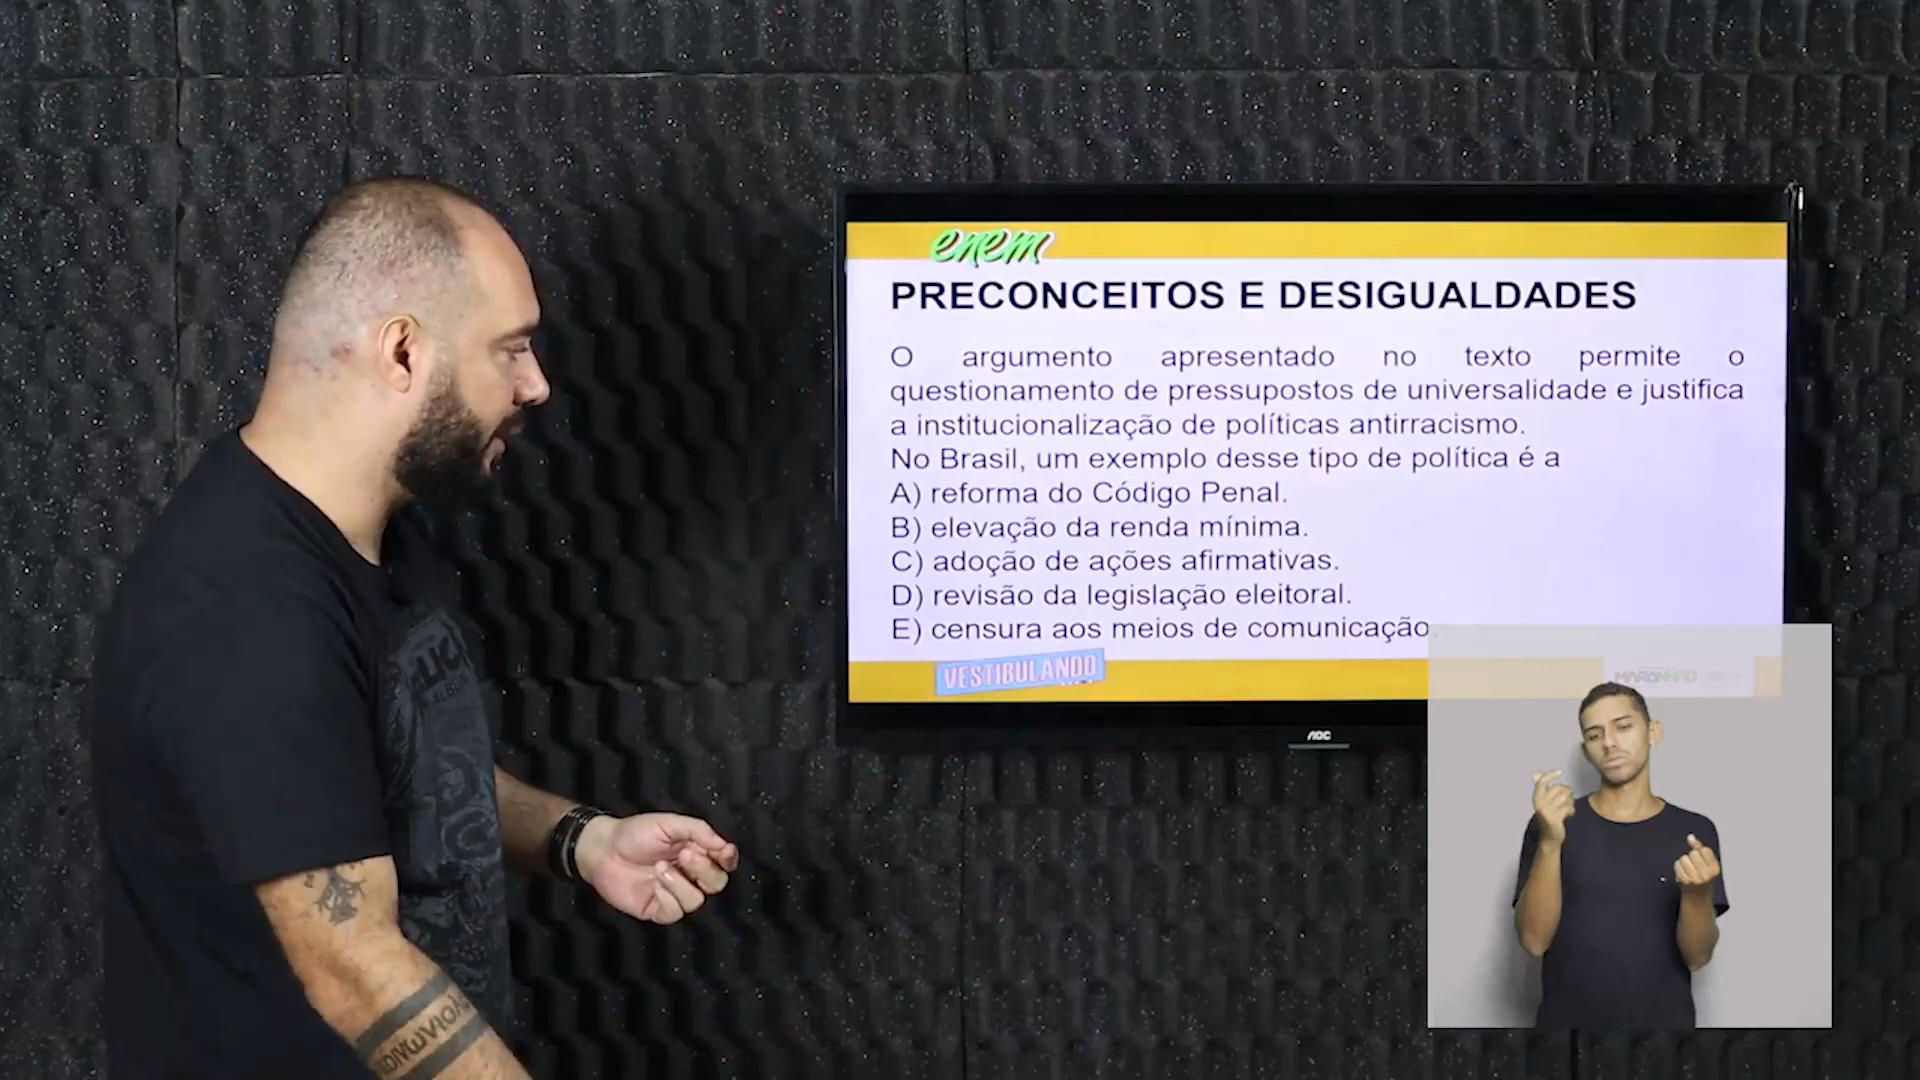 enem
PRECONCEITOS E DESIGUALDADES
O argumento apresentado no texto permite o
questionamento de pressupostos de universalidade e justifica
a institucionalização de políticas antirracismo.
No Brasil, um exemplo desse tipo de política é a
A) reforma do Código Penal.
B) elevação da renda mínima.
C) adoção de ações afirmativas.
D) revisão da legislação eleitoral.
E) censura aos meios de comunicação.
VESTIBULANDO
MARANHÃO
AOC